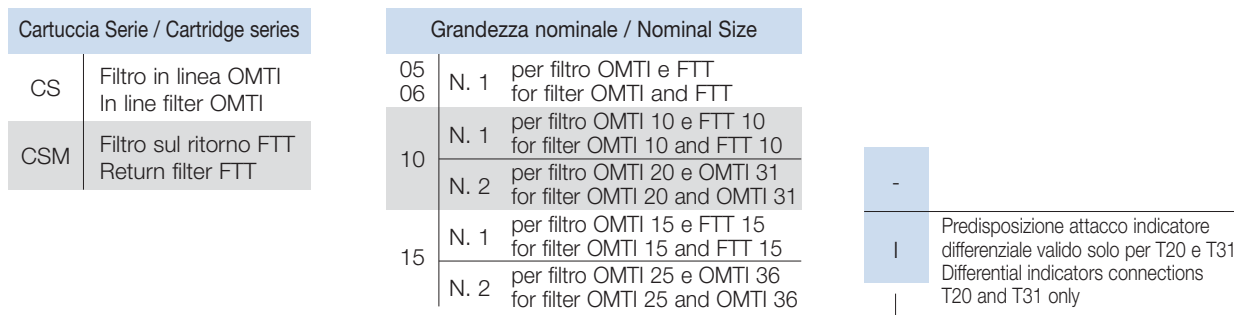 Cartuccia Serie / Cartridge series
CS
Filtro in linea OMTI
In line filter OMTI
CSM
Filtro sul ritorno FTT
Return filter FTT
Grandezza nominale / Nominal Size
05
06
N. 1
per filtro OMTI e FTT
for filter OMTI and FTT
10
N. 1
per filtro OMTI 10 e FTT 10
for filter OMTI 10 and FTT 10
N. 2
per filtro OMTI 20 e OMTI 31
for filter OMTI 20 and OMTI 31
15
N. 1
per filtro OMTI 15 e FTT 15
for filter OMTI 15 and FTT 15
N. 2
per filtro OMTI 25 e OMTI 36
for filter OMTI 25 and OMTI 36
-
I
Predisposizione attacco indicatore
differenziale valido solo per T20 e T31
Differential indicators connections
T20 and T31 only